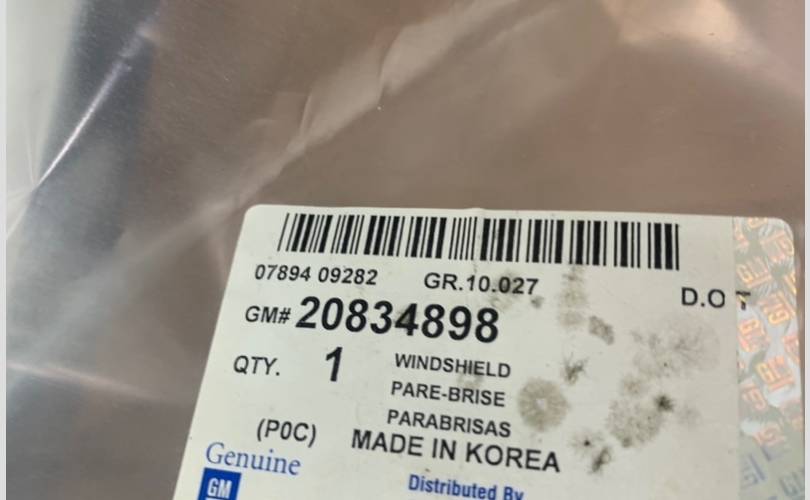 07894 09282 GR.10.027
D.O T
GM# 20834898
QTY. 1 WINDSHIELD
PARE-BRISE
PARABRISAS
(P0C) MADE IN KOREA
Genuine
GM Distributed By